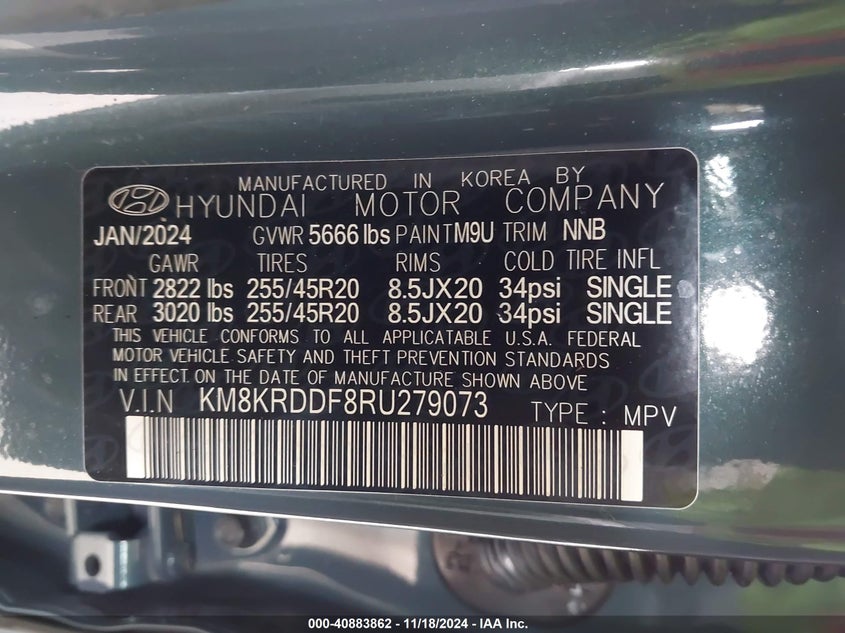 MANUFACTURED IN KOREA BY
HYUNDAI MOTOR COMPANY
JAN/2024 GVWR 5666 lbs PAINT M9U TRIM NNB
GAWR TIRES RIMS COLD TIRE INFL
FRONT 2822 lbs 255/45R20 8.5JX20 34psi SINGLE
REAR 3020 lbs 255/45R20 8.5JX20 34psi SINGLE
THIS VEHICLE CONFORMS TO ALL APPLICATABLE U.S.A. FEDERAL
MOTOR VEHICLE SAFETY AND THEFT PREVENTION STANDARDS
IN EFFECT ON THE DATE OF MANUFACTURE SHOWN ABOVE
V.I.N KM8KRDDF8RU279073 TYPE : MPV
000-40883862 - 11/18/2024 - IAA Inc.